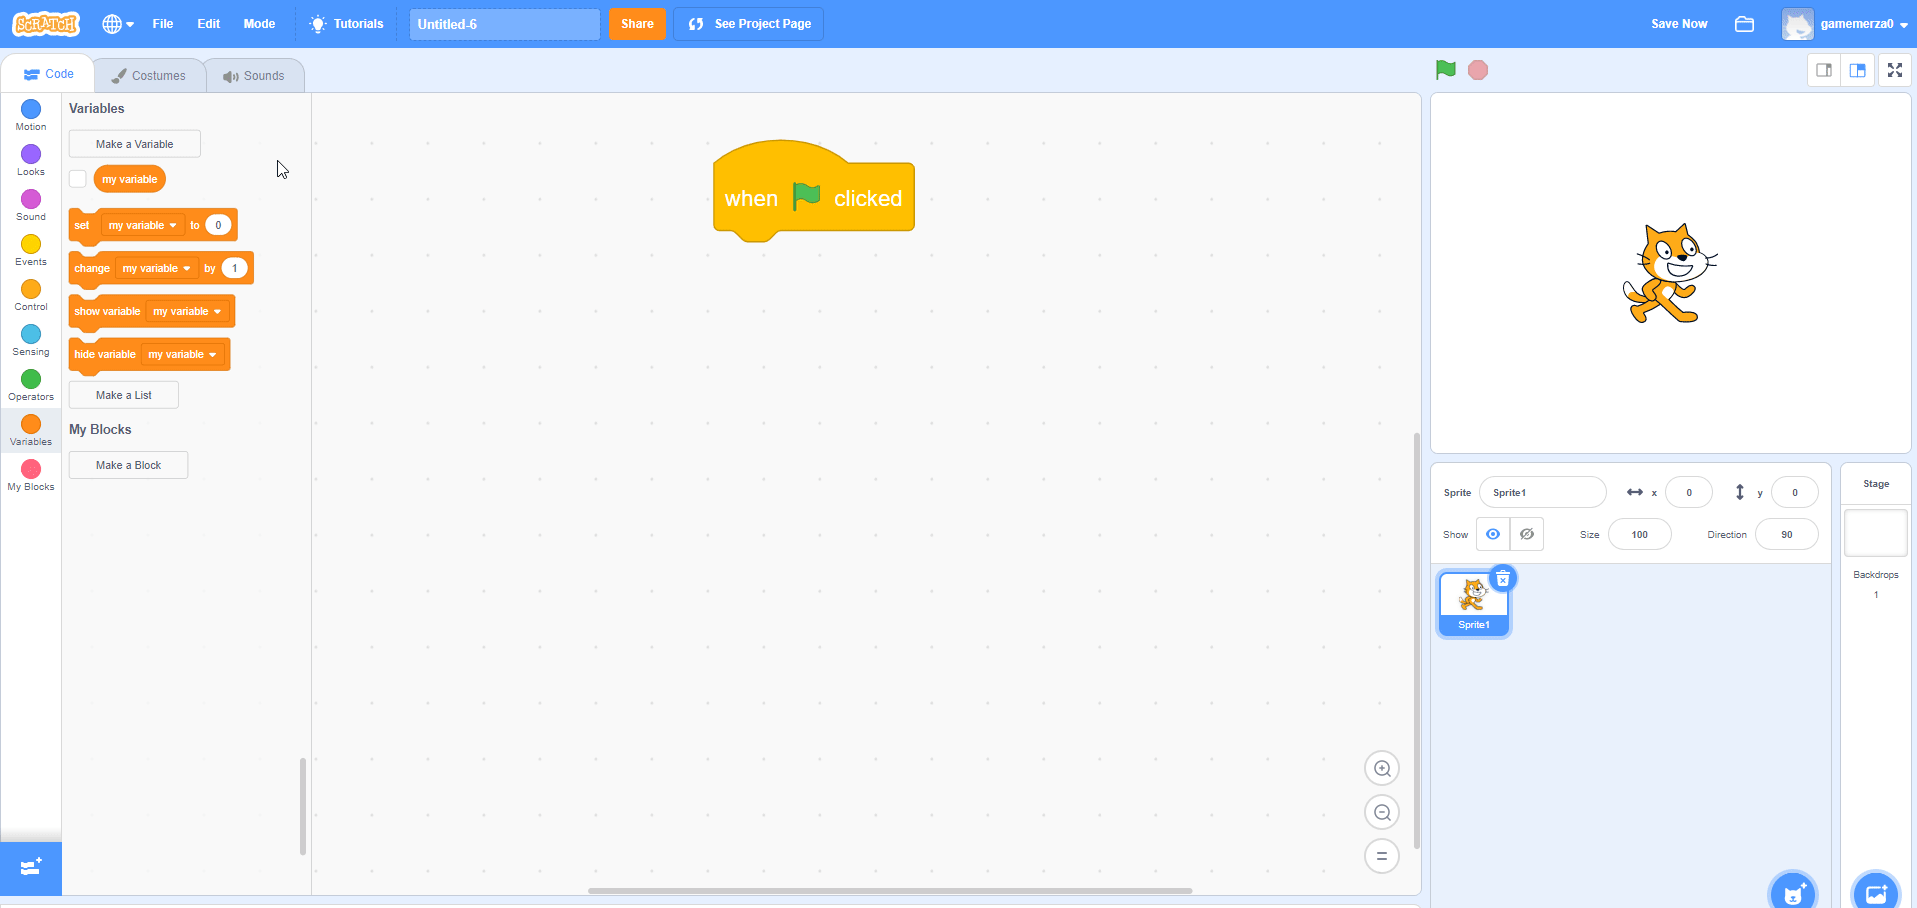 SCRATCH File Edit Mode Tutorials Untitled-6 Share See Project Page Save Now gamemerza0
Code Costumes Sounds
Motion
Looks
Sound
Events
Control
Sensing
Operators
Variables
My Blocks
Variables
Make a Variable
my variable
set my variable to 0
change my variable by 1
show variable my variable
hide variable my variable
Make a List
My Blocks
Make a Block
when clicked
Sprite Sprite1 x 0 y 0
Show Size 100 Direction 90
Sprite1
Stage
Backdrops
1